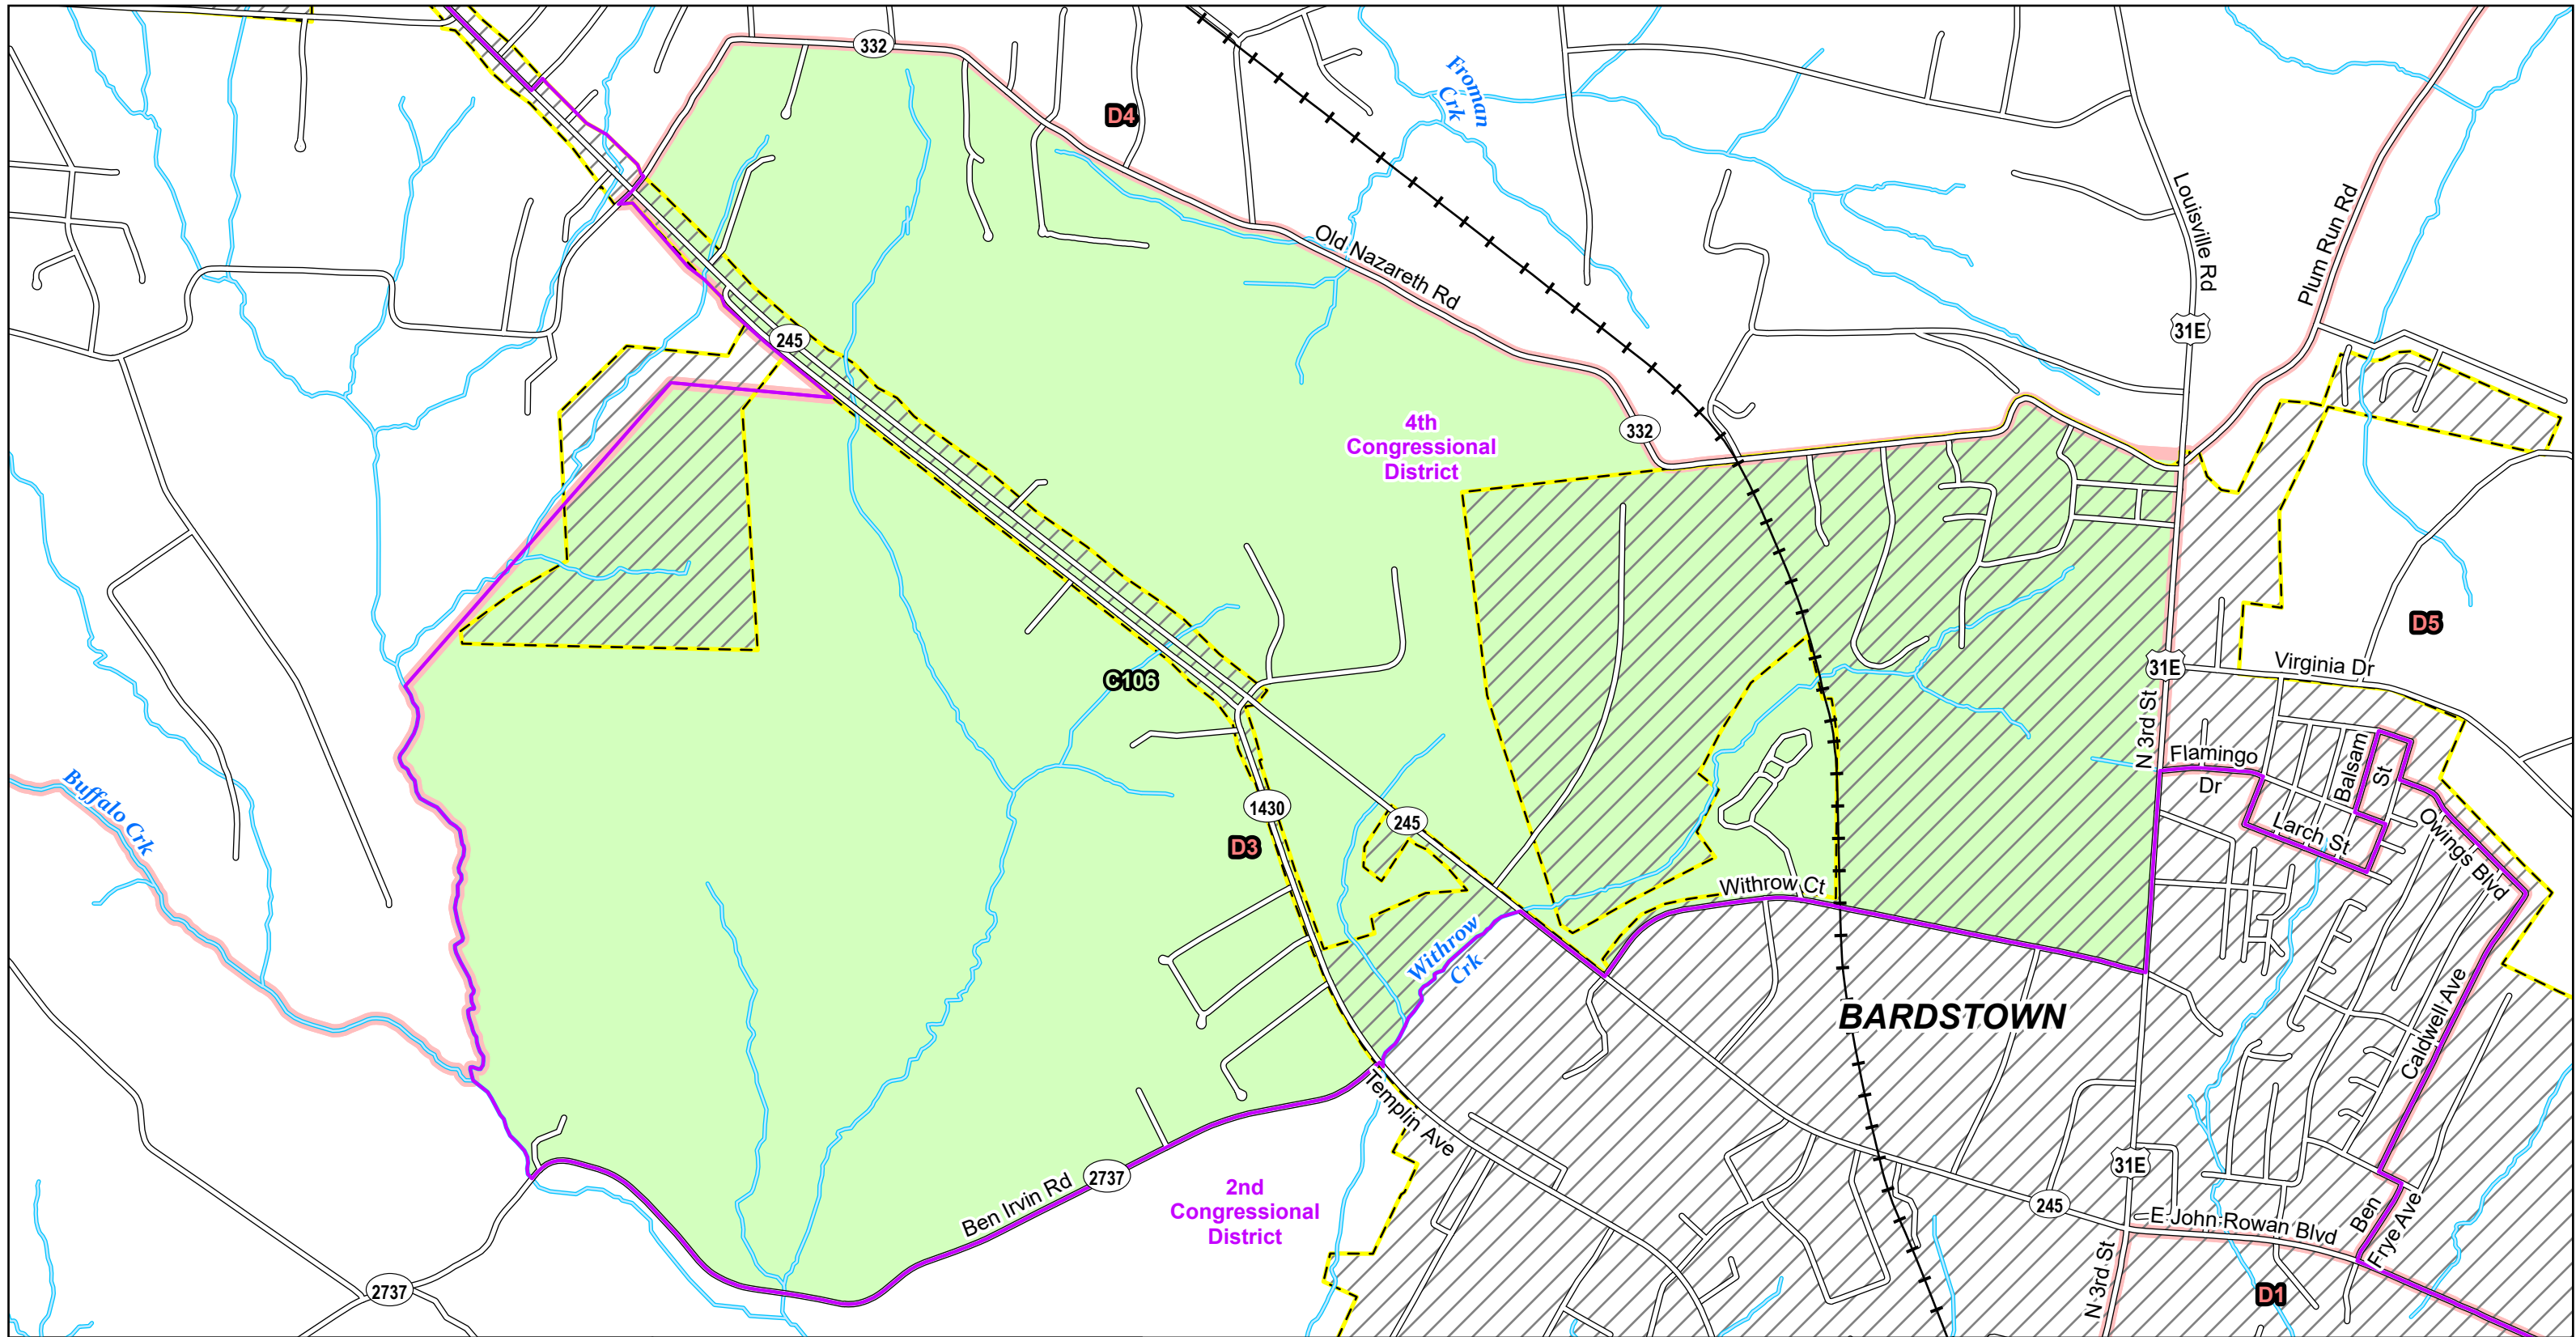 332
D4
Froman
Crk
Louisville Rd
Plum Run Rd
Old Nazareth Rd
31E
245
332
4th
Congressional
District
D5
31E
Virginia Dr
C106
N 3rd St
Flamingo
Dr
Balsam
St
Buffalo Crk
1430
245
D3
Larch St
Owings Blvd
Withrow Ct
Withrow
Crk
BARDSTOWN
Caldwell Ave
Templin Ave
31E
2737
Ben Irvin Rd
2nd
Congressional
District
245
E John Rowan Blvd
Ben
Frye Ave
N 3rd St
2737
D1